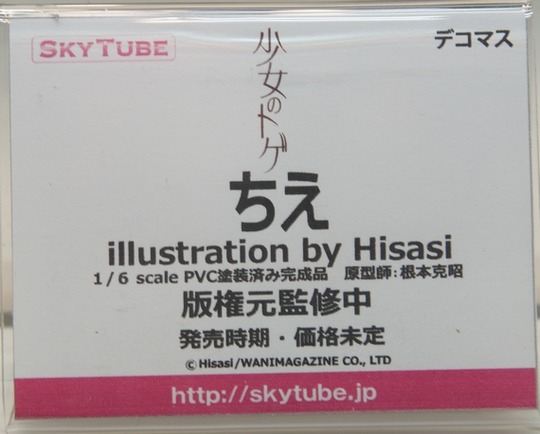 SKYTUBE
デコマス
少女のトゲ
ちえ
illustration by Hisasi
1/6 scale PVC塗装済み完成品　原型師:根本克昭
版権元監修中
発売時期・価格未定
©Hisasi/WANIMAGAZINE CO., LTD
http://skytube.jp